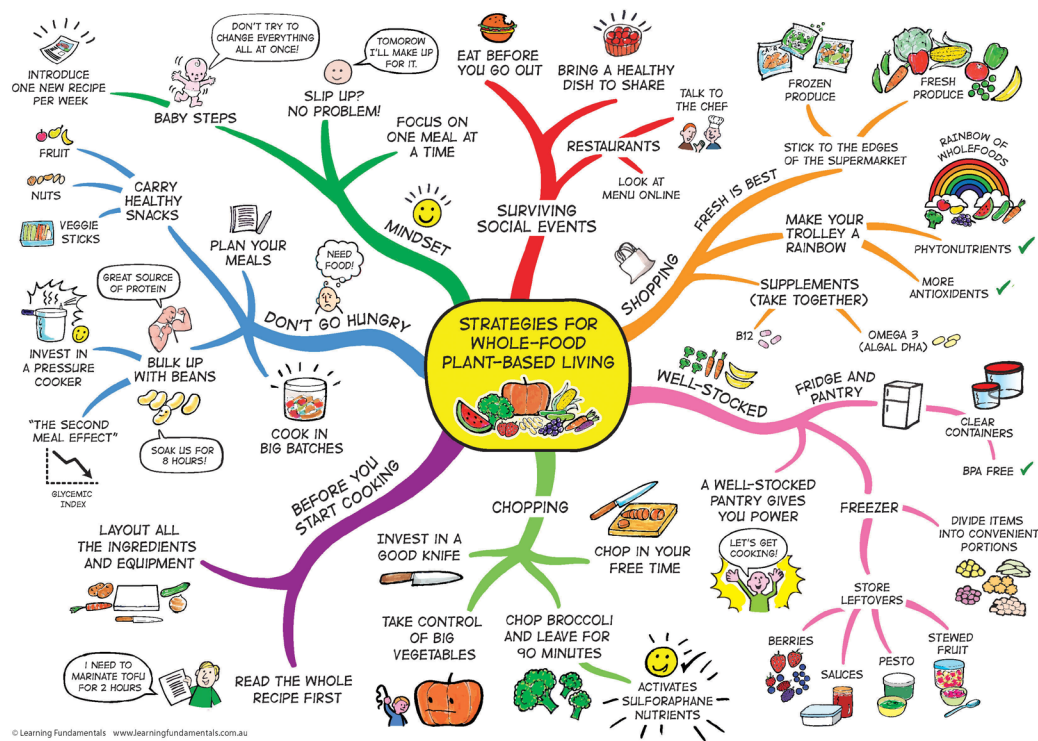 STRATEGIES FOR
WHOLE-FOOD
PLANT-BASED LIVING
MINDSET
BABY STEPS
DON'T TRY TO
CHANGE EVERYTHING
ALL AT ONCE!
INTRODUCE
ONE NEW RECIPE
PER WEEK
SLIP UP?
NO PROBLEM!
TOMOROW
I'LL MAKE UP
FOR IT.
FOCUS ON
ONE MEAL AT
A TIME
SURVIVING
SOCIAL EVENTS
EAT BEFORE
YOU GO OUT
BRING A HEALTHY
DISH TO SHARE
RESTAURANTS
TALK TO
THE CHEF
LOOK AT
MENU ONLINE
SHOPPING
FRESH IS BEST
STICK TO THE EDGES
OF THE SUPERMARKET
FROZEN
PRODUCE
FRESH
PRODUCE
MAKE YOUR
TROLLEY A
RAINBOW
RAINBOW OF
WHOLEFOODS
PHYTONUTRIENTS
MORE
ANTIOXIDENTS
SUPPLEMENTS
(TAKE TOGETHER)
B12
OMEGA 3
(ALGAL DHA)
WELL-STOCKED
FRIDGE AND
PANTRY
CLEAR
CONTAINERS
BPA FREE
A WELL-STOCKED
PANTRY GIVES
YOU POWER
LET'S GET
COOKING!
FREEZER
DIVIDE ITEMS
INTO CONVENIENT
PORTIONS
STORE
LEFTOVERS
BERRIES
SAUCES
PESTO
STEWED
FRUIT
CHOPPING
INVEST IN A
GOOD KNIFE
CHOP IN YOUR
FREE TIME
TAKE CONTROL
OF BIG
VEGETABLES
CHOP BROCCOLI
AND LEAVE FOR
90 MINUTES
ACTIVATES
SULFORAPHANE
NUTRIENTS
BEFORE YOU
START COOKING
LAYOUT ALL
THE INGREDIENTS
AND EQUIPMENT
READ THE WHOLE
RECIPE FIRST
I NEED TO
MARINATE TOFU
FOR 2 HOURS
DON'T GO HUNGRY
NEED
FOOD!
CARRY
HEALTHY
SNACKS
FRUIT
NUTS
VEGGIE
STICKS
PLAN YOUR
MEALS
BULK UP
WITH BEANS
GREAT SOURCE
OF PROTEIN
INVEST IN
A PRESSURE
COOKER
"THE SECOND
MEAL EFFECT"
GLYCEMIC
INDEX
SOAK US FOR
8 HOURS!
COOK IN
BIG BATCHES
© Learning Fundamentals www.learningfundamentals.com.au